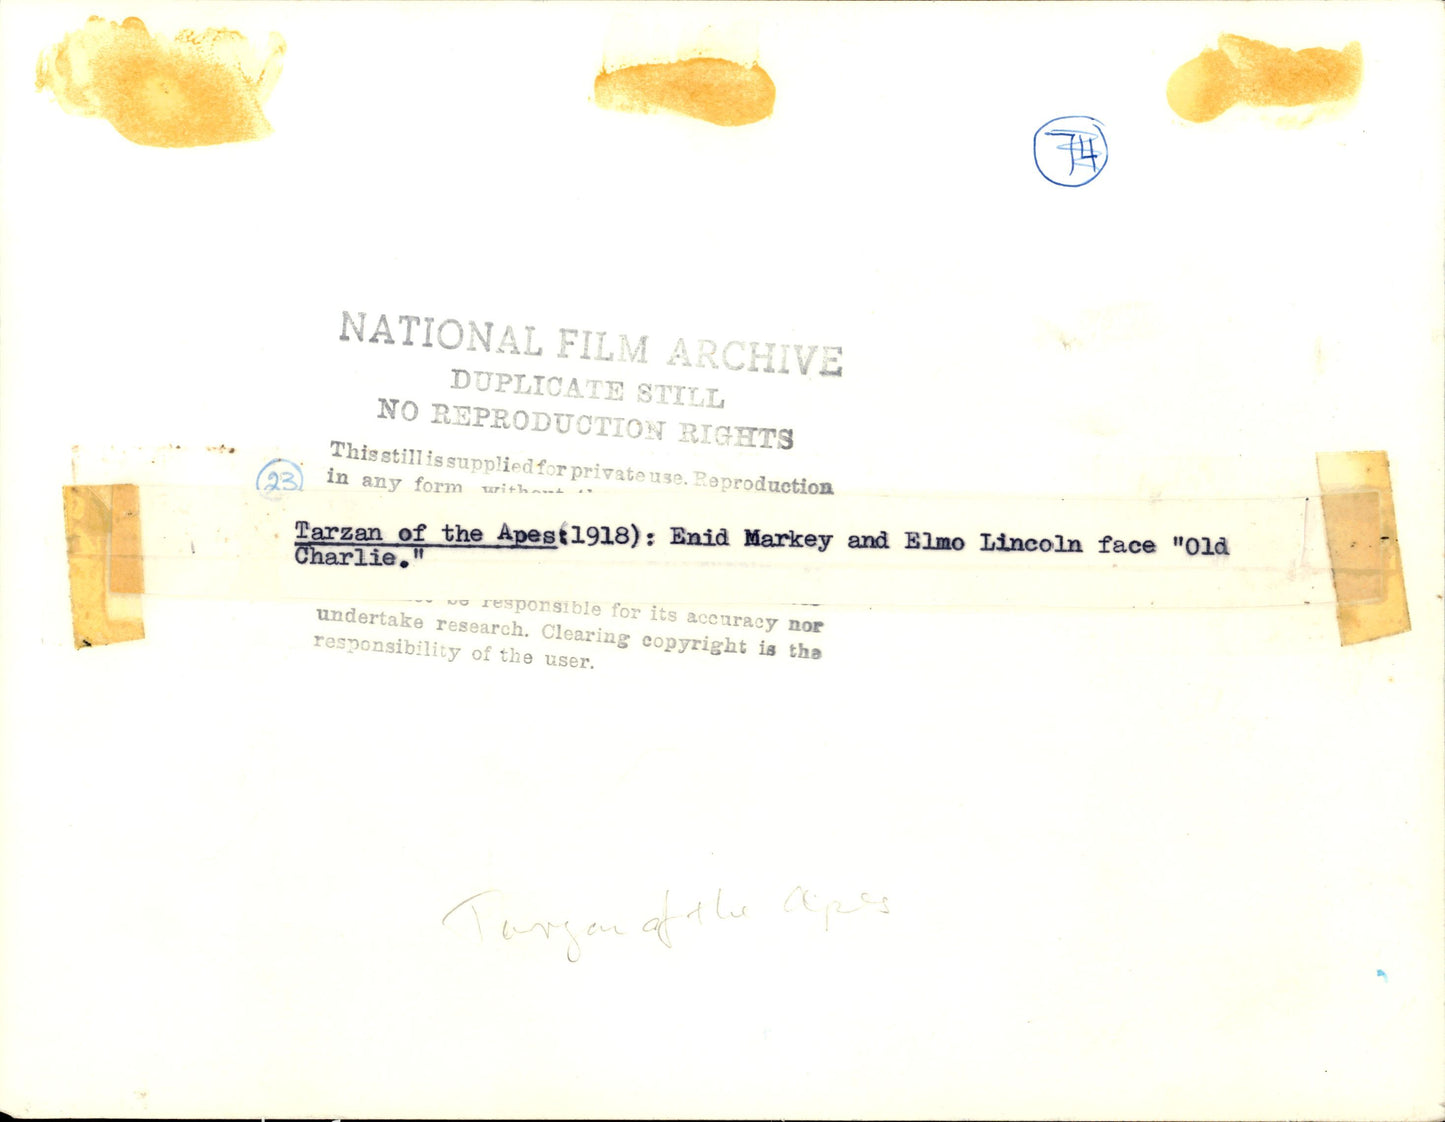 74
NATIONAL FILM ARCHIVE
DUPLICATE STILL
NO REPRODUCTION RIGHTS
This still is supplied for private use. Reproduction
in any form without
23
Tarzan of the Apes(1918): Enid Markey and Elmo Lincoln face "Old
Charlie."
be responsible for its accuracy nor
undertake research. Clearing copyright is the
responsibility of the user.
Tarzan of the Apes